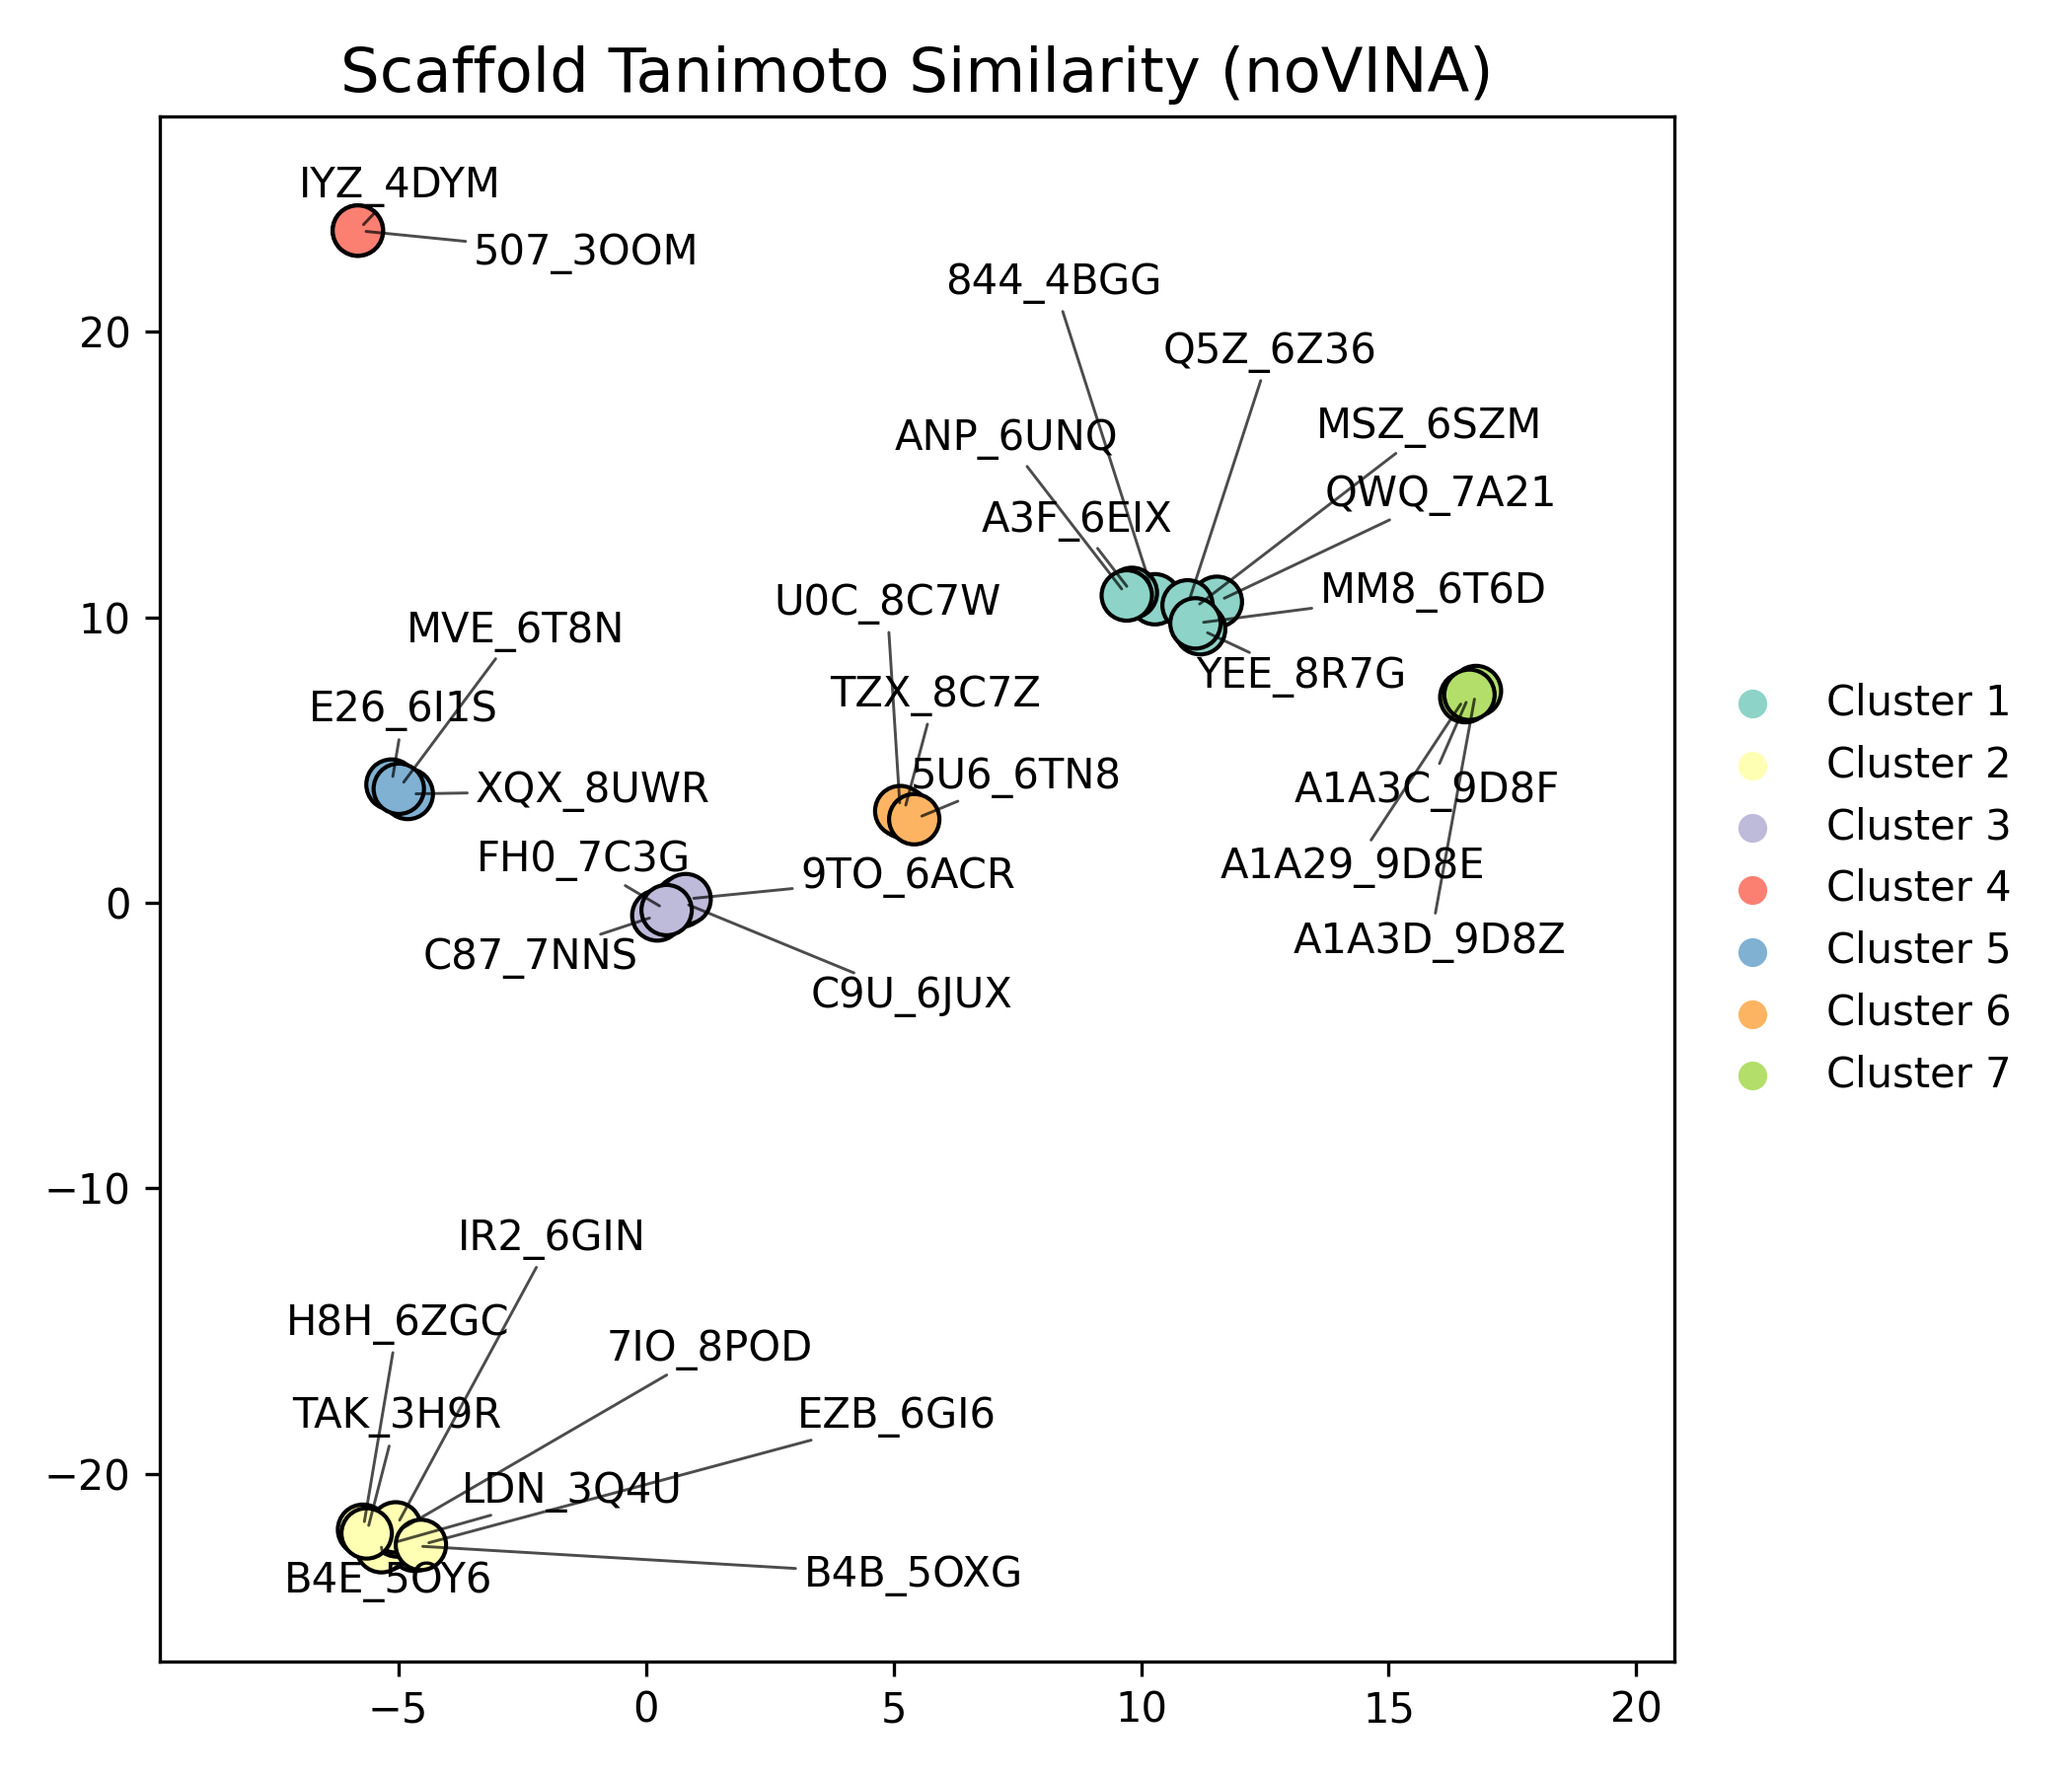 Scaffold Tanimoto Similarity (noVINA)
IYZ_4DYM
507_3OOM
844_4BGG
Q5Z_6Z36
ANP_6UNQ
MSZ_6SZM
QWQ_7A21
A3F_6EIX
U0C_8C7W
MM8_6T6D
MVE_6T8N
YEE_8R7G
E26_6I1S
TZX_8C7Z
XQX_8UWR
5U6_6TN8
A1A3C_9D8F
FH0_7C3G
9TO_6ACR
A1A29_9D8E
C87_7NNS
A1A3D_9D8Z
C9U_6JUX
IR2_6GIN
H8H_6ZGC
7IO_8POD
TAK_3H9R
EZB_6GI6
LDN_3Q4U
B4E_5OY6
B4B_5OXG
20
10
0
−10
−20
−5
0
5
10
15
20
Cluster 1
Cluster 2
Cluster 3
Cluster 4
Cluster 5
Cluster 6
Cluster 7